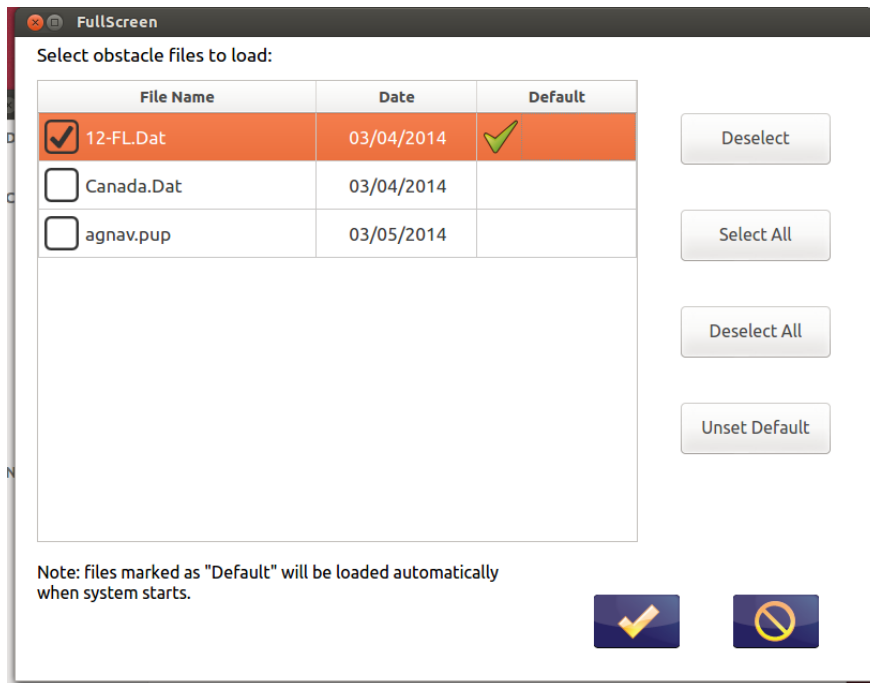 FullScreen
Select obstacle files to load:
File Name Date Default
12-FL.Dat 03/04/2014
Canada.Dat 03/04/2014
agnav.pup 03/05/2014
Deselect
Select All
Deselect All
Unset Default
Note: files marked as "Default" will be loaded automatically
when system starts.
D
C
N